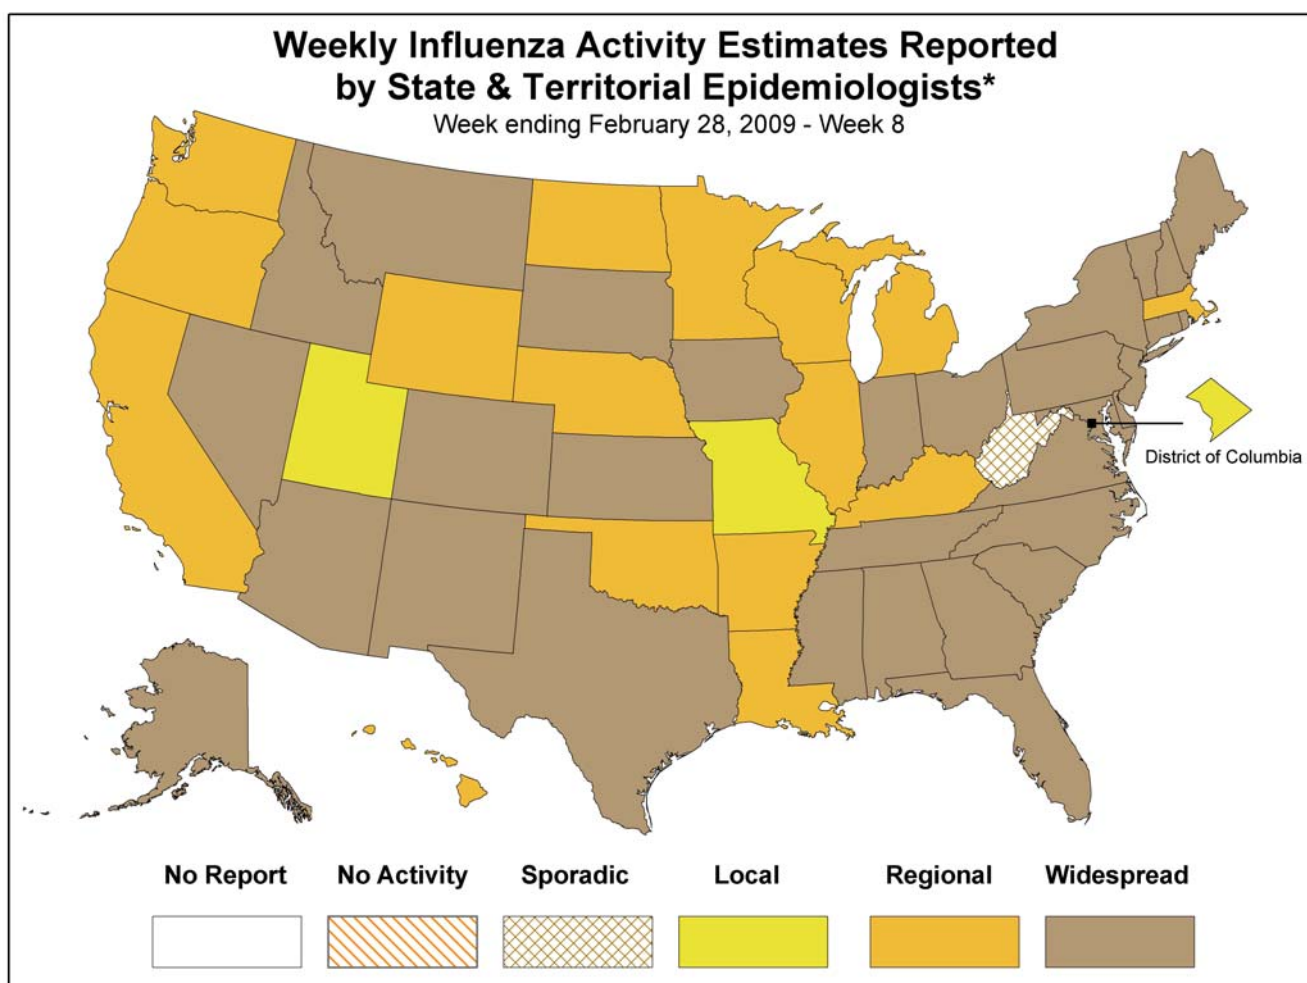 Weekly Influenza Activity Estimates Reported
by State & Territorial Epidemiologists*
Week ending February 28, 2009 - Week 8
District of Columbia
No Report No Activity Sporadic Local Regional Widespread